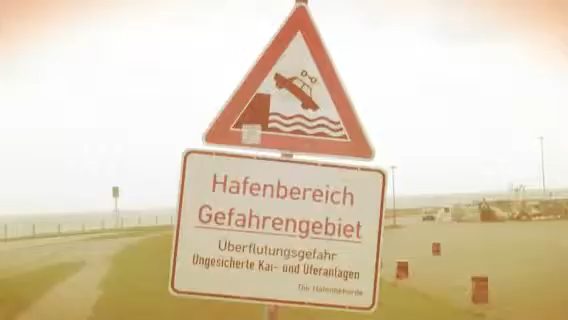 Hafenbereich
Gefahrengebiet
Überflutungsgefahr
Ungesicherte Kai- und Uferanlagen
Die Hafenbehörde